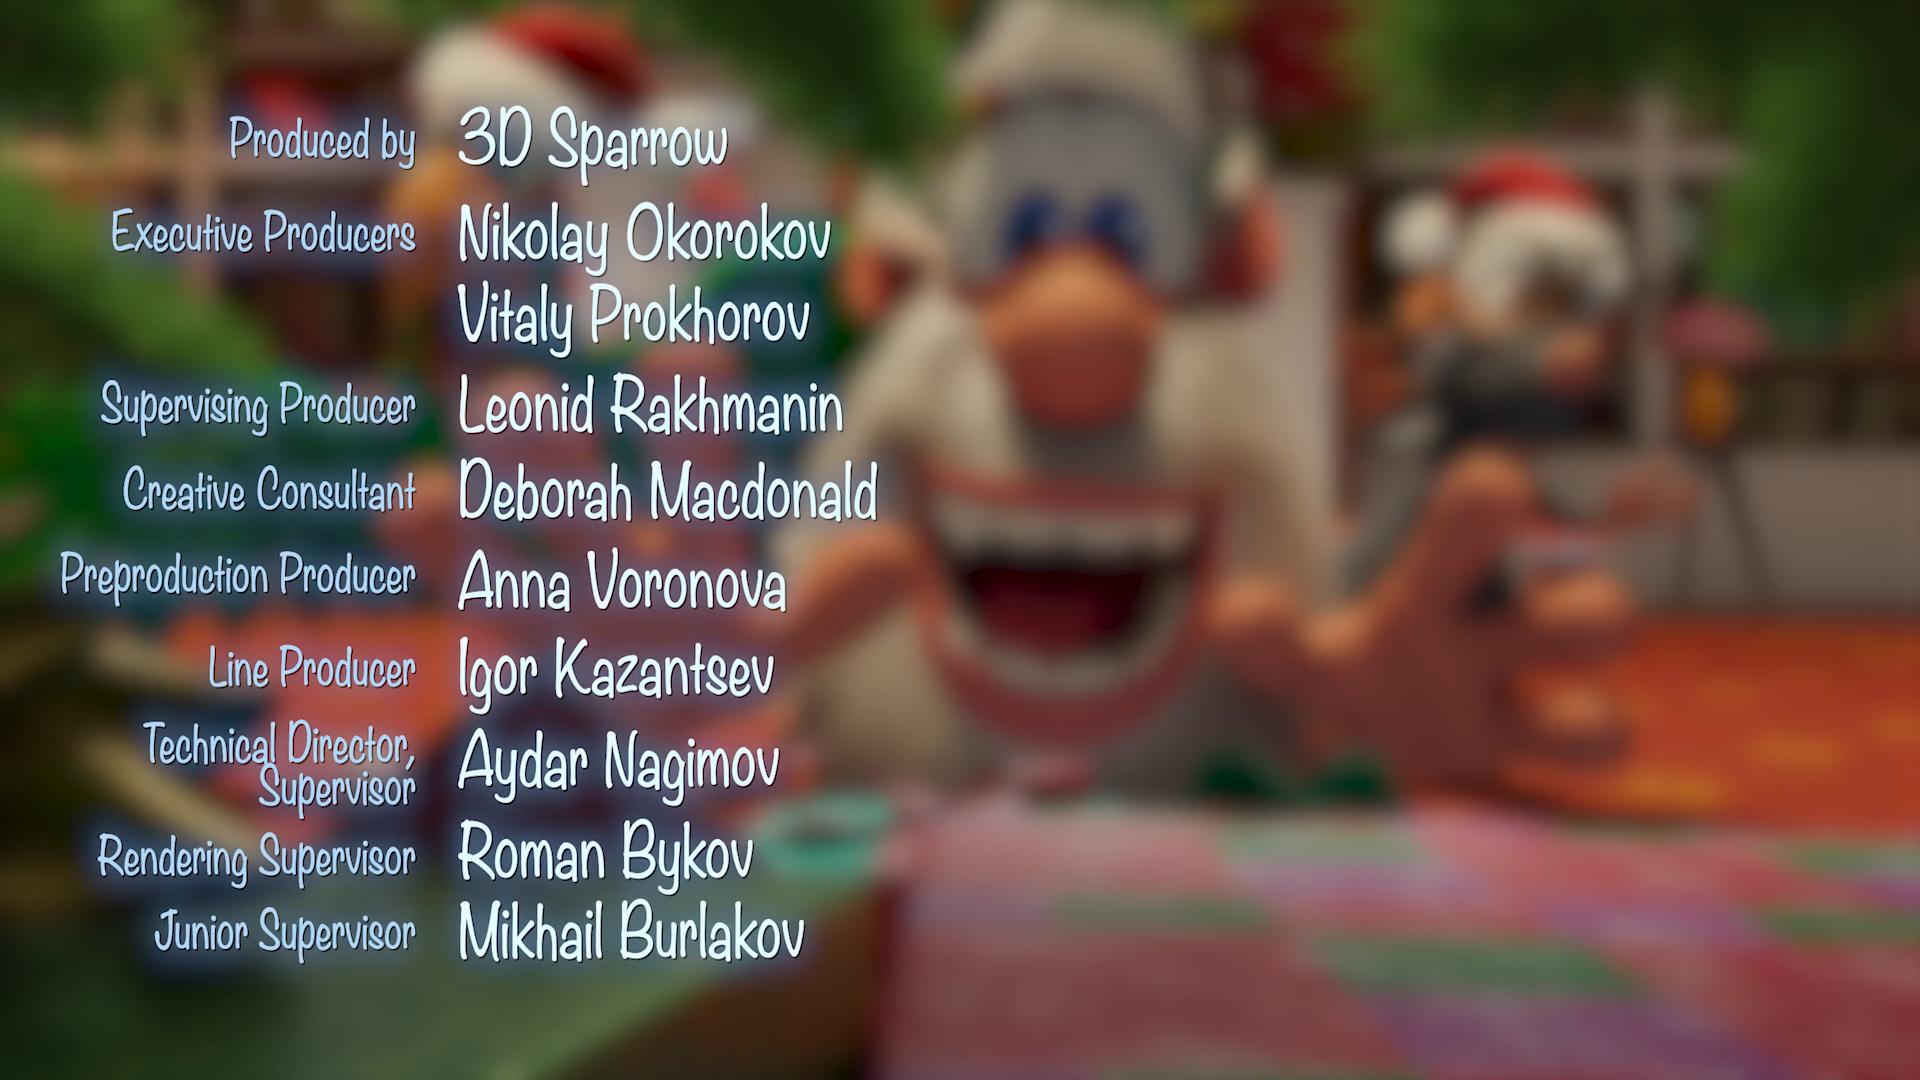 Produced by 3D Sparrow
Executive Producers Nikolay Okorokov
Vitaly Prokhorov
Supervising Producer Leonid Rakhmanin
Creative Consultant Deborah Macdonald
Preproduction Producer Anna Voronova
Line Producer Igor Kazantsev
Technical Director,
Supervisor Aydar Nagimov
Rendering Supervisor Roman Bykov
Junior Supervisor Mikhail Burlakov